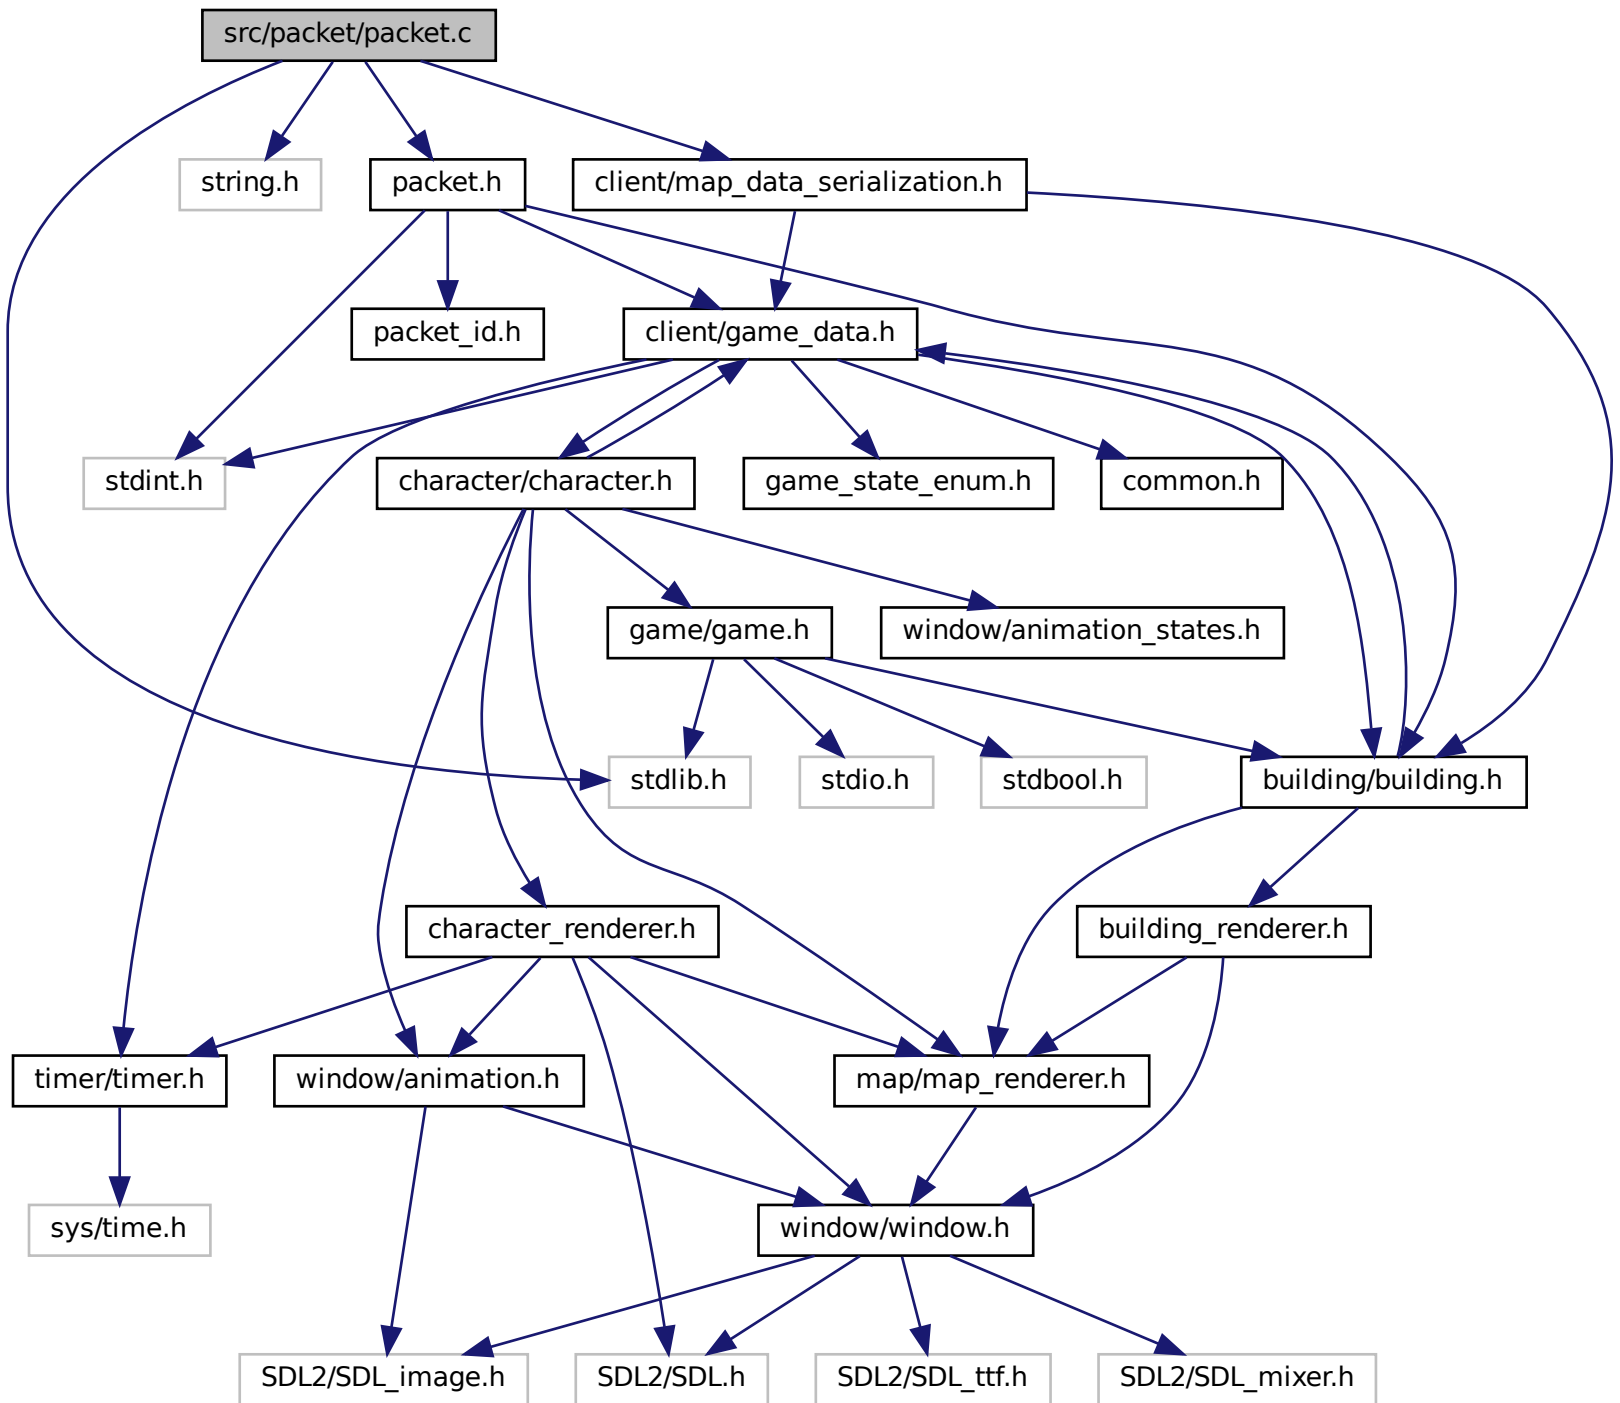 src/packet/packet.c
string.h
packet.h
client/map_data_serialization.h
packet_id.h
client/game_data.h
stdint.h
character/character.h
game_state_enum.h
common.h
game/game.h
window/animation_states.h
stdlib.h
stdio.h
stdbool.h
building/building.h
character_renderer.h
building_renderer.h
timer/timer.h
window/animation.h
map/map_renderer.h
sys/time.h
window/window.h
SDL2/SDL_image.h
SDL2/SDL.h
SDL2/SDL_ttf.h
SDL2/SDL_mixer.h